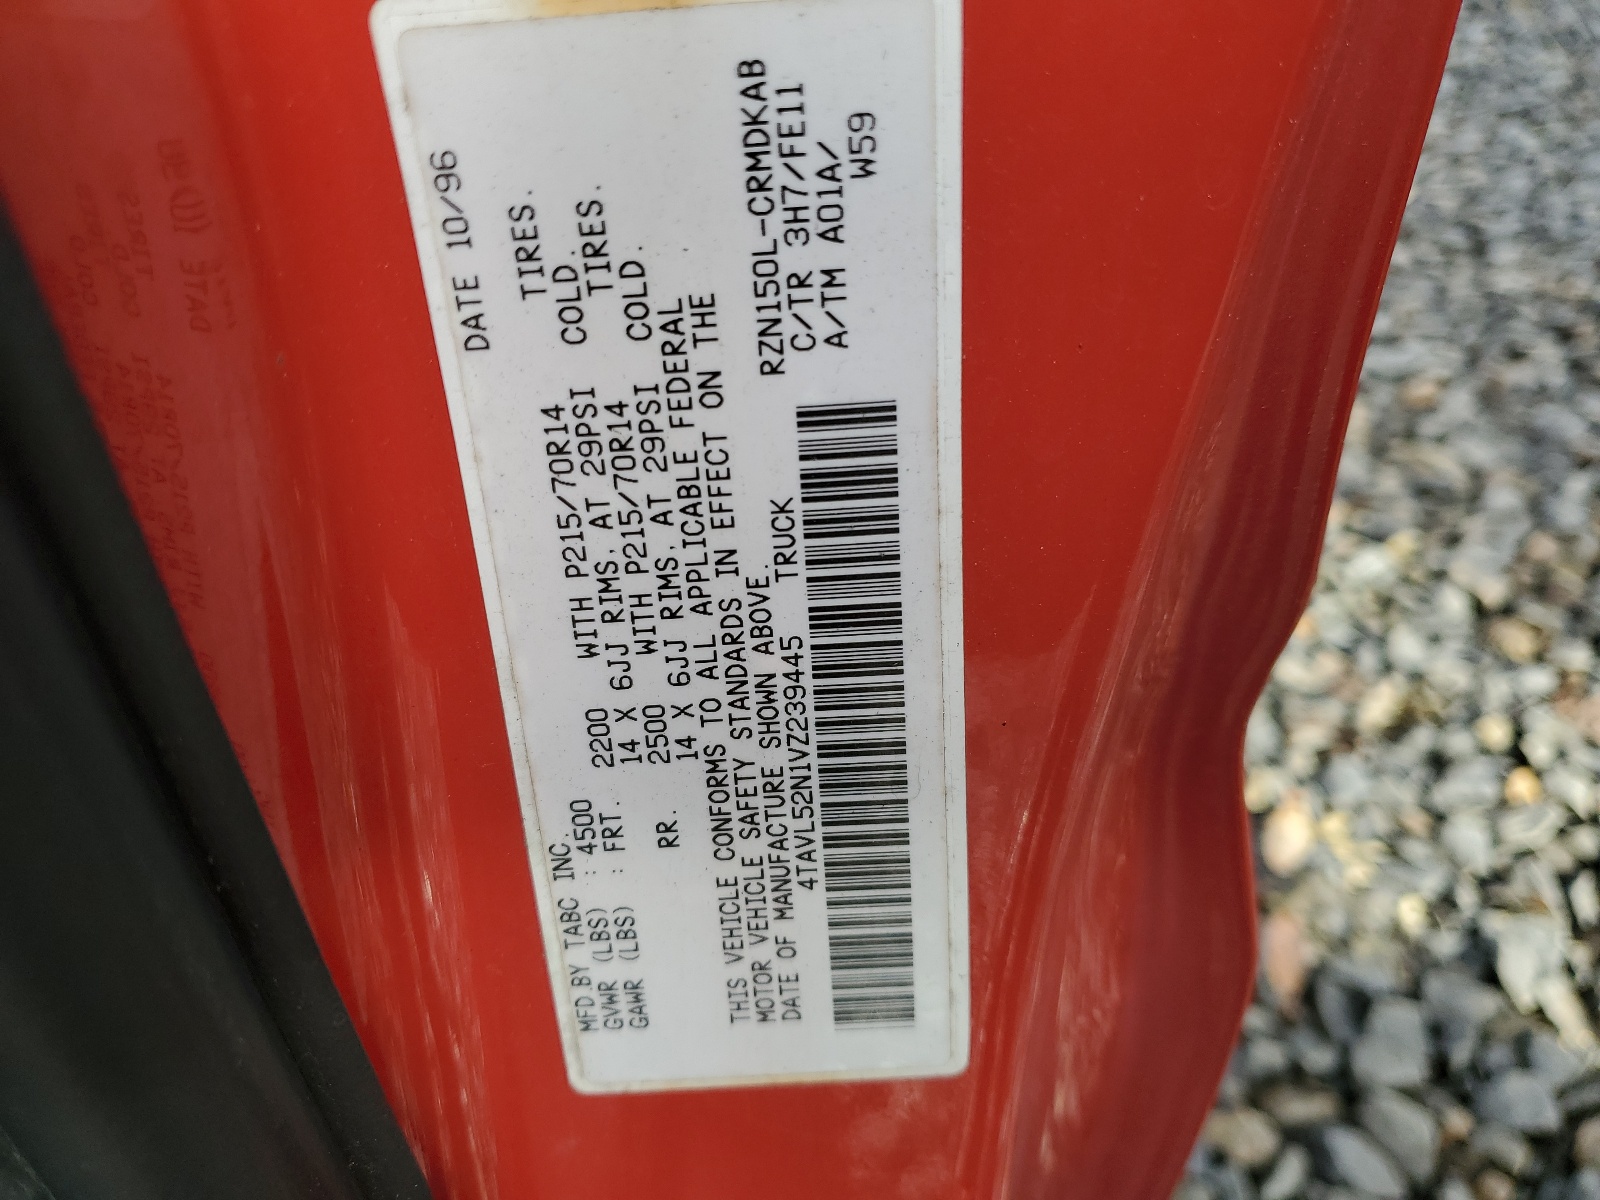 DATE 10/96
MFD.BY TABC INC.
GVWR (LBS) : 4500
GAWR (LBS) : FRT. 2200 WITH P215/70R14 TIRES.
14 X 6JJ RIMS, AT 29PSI COLD.
RR. 2500 WITH P215/70R14 TIRES.
14 X 6JJ RIMS, AT 29PSI COLD.
THIS VEHICLE CONFORMS TO ALL APPLICABLE FEDERAL
MOTOR VEHICLE SAFETY STANDARDS IN EFFECT ON THE
DATE OF MANUFACTURE SHOWN ABOVE.
4TAVL52N1VZ239445 TRUCK
RZN150L-CRMDKAB
C/TR 3H7/FE11
A/TM A01A/
W59